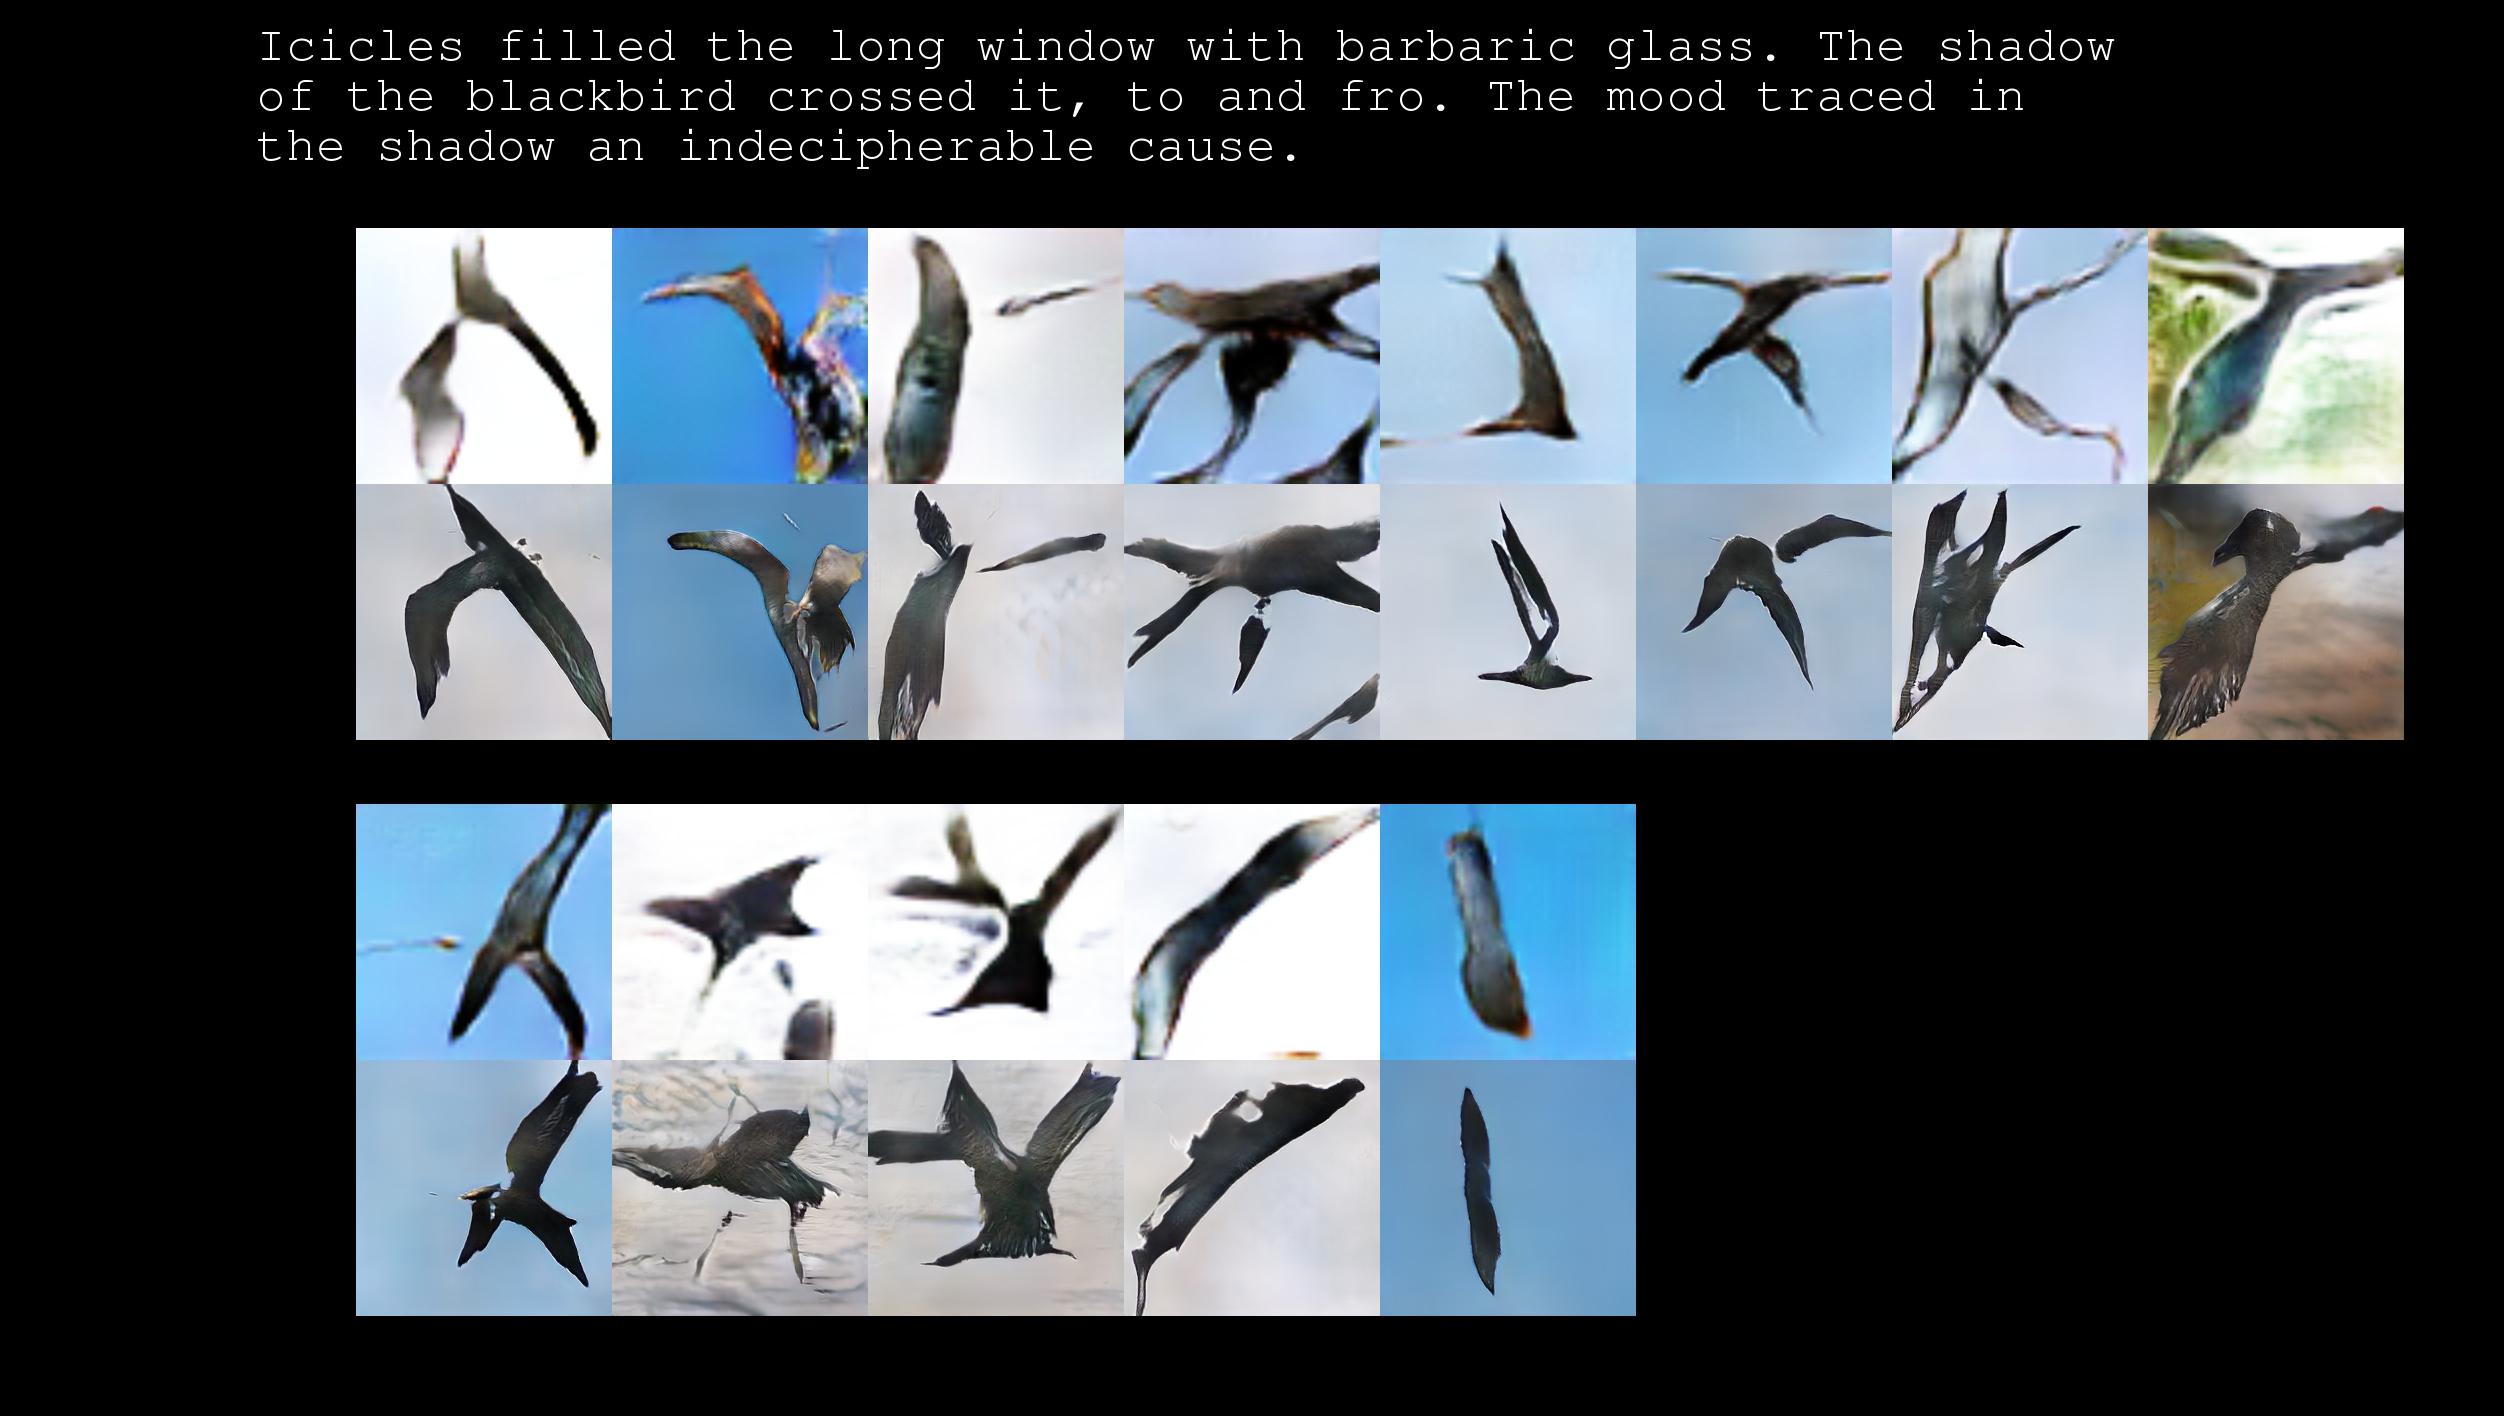 Icicles filled the long window with barbaric glass. The shadow
of the blackbird crossed it, to and fro. The mood traced in
the shadow an indecipherable cause.